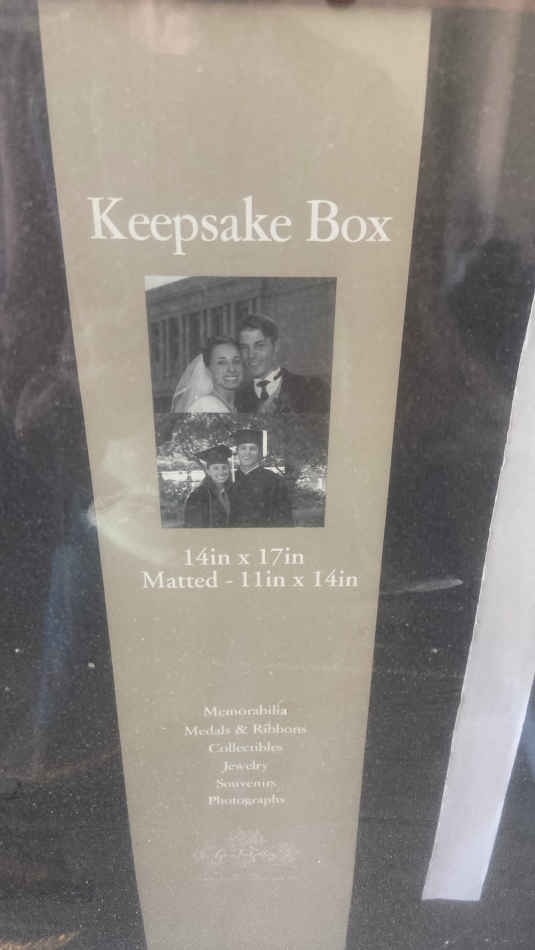 Keepsake Box
14in x 17in
Matted - 11in x 14in
Memorabilia
Medals & Ribbons
Collectibles
Jewelry
Souvenirs
Photographs